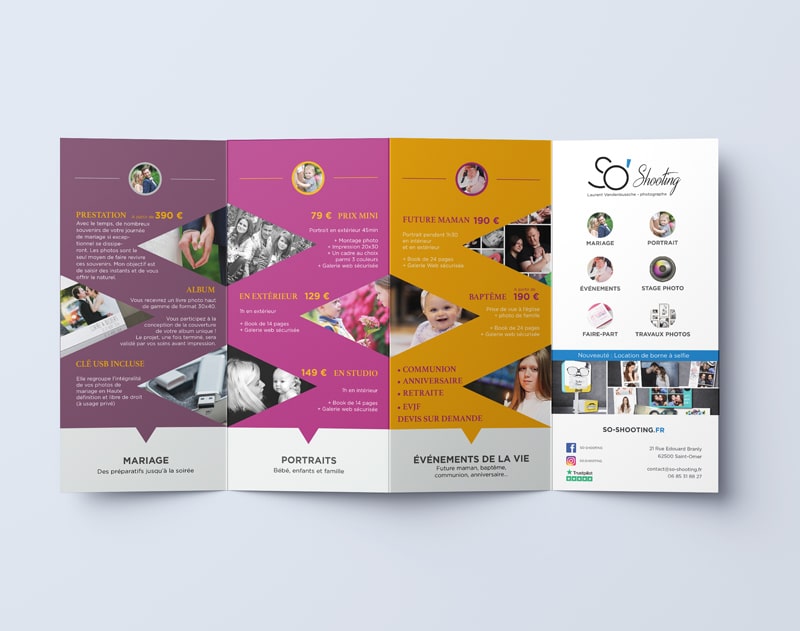 PRESTATION à partir de 390 €
Avec le temps, de nombreux
souvenirs de votre journée
de mariage si excep-
tionnel se dissipe-
ront. Les photos sont le
seul moyen de faire revivre
ces souvenirs. Mon objectif est
de saisir des instants et de vous
offrir le naturel.
ALBUM
Vous recevrez un livre photo haut
de gamme de format 30x40.
Vous participez à la
conception de la couverture
de votre album unique !
Le projet, une fois terminé, sera
validé par vos soins avant impression.
CLÉ USB INCLUSE
Elle regroupe l'intégralité
de vos photos de
mariage en Haute
définition et libre de droit
(à usage privé)
MARIAGE
Des préparatifs jusqu'à la soirée
79 € PRIX MINI
Portrait en extérieur 45min
+ Montage photo
+ Impression 20x30
+ Un cadre au choix
parmi 3 couleurs
+ Galerie web sécurisée
EN EXTÉRIEUR 129 €
1h en extérieur
+ Book de 14 pages
+ Galerie web sécurisée
149 € EN STUDIO
1h en intérieur
+ Book de 14 pages
+ Galerie web sécurisée
PORTRAITS
Bébé, enfants et famille
FUTURE MAMAN 190 €
Portrait pendant 1h30
en intérieur
et en extérieur
+ Book de 24 pages
+ Galerie Web sécurisée
à partir de
BAPTÊME 190 €
Prise de vue à l'église
+ photo de famille
+ Book de 24 pages
+ Galerie Web sécurisée
• COMMUNION
• ANNIVERSAIRE
• RETRAITE
• EVJF
DEVIS SUR DEMANDE
ÉVÉNEMENTS DE LA VIE
Future maman, baptême,
communion, anniversaire...
SO' Shooting
Laurent Vandenbussche - photographe
MARIAGE
PORTRAIT
ÉVÉNEMENTS
STAGE PHOTO
FAIRE-PART
TRAVAUX PHOTOS
Nouveauté : Location de borne à selfie
SO-SHOOTING.FR
SO-SHOOTING
SO-SHOOTING
Trustpilot
21 Rue Edouard Branly
62500 Saint-Omer
contact@so-shooting.fr
06 85 31 88 27